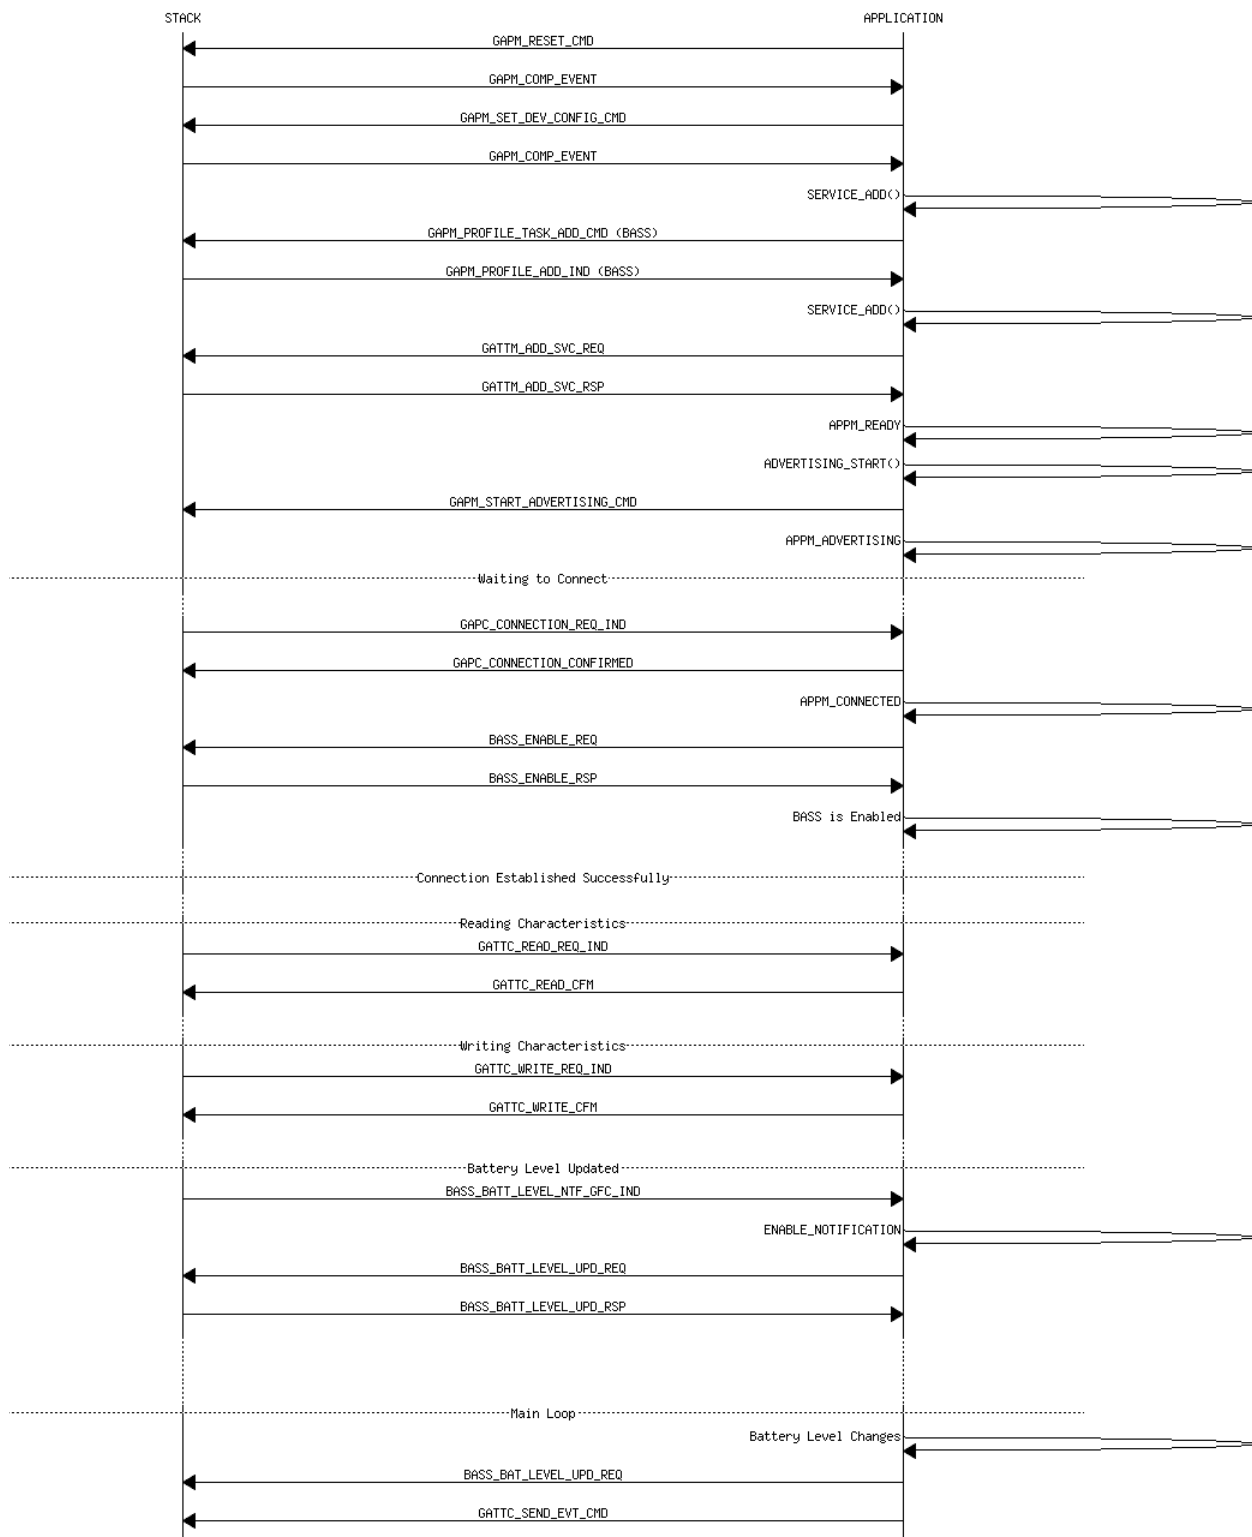 STACK APPLICATION
GAPM_RESET_CMD
GAPM_COMP_EVENT
GAPM_SET_DEV_CONFIG_CMD
GAPM_COMP_EVENT
SERVICE_ADD()
GAPM_PROFILE_TASK_ADD_CMD (BASS)
GAPM_PROFILE_ADD_IND (BASS)
SERVICE_ADD()
GATTM_ADD_SVC_REQ
GATTM_ADD_SVC_RSP
APPM_READY
ADVERTISING_START()
GAPM_START_ADVERTISING_CMD
APPM_ADVERTISING
Waiting to Connect
GAPC_CONNECTION_REQ_IND
GAPC_CONNECTION_CONFIRMED
APPM_CONNECTED
BASS_ENABLE_REQ
BASS_ENABLE_RSP
BASS is Enabled
Connection Established Successfully
Reading Characteristics
GATTC_READ_REQ_IND
GATTC_READ_CFM
Writing Characteristics
GATTC_WRITE_REQ_IND
GATTC_WRITE_CFM
Battery Level Updated
BASS_BATT_LEVEL_NTF_GFC_IND
ENABLE_NOTIFICATION
BASS_BATT_LEVEL_UPD_REQ
BASS_BATT_LEVEL_UPD_RSP
Main Loop
Battery Level Changes
BASS_BAT_LEVEL_UPD_REQ
GATTC_SEND_EVT_CMD